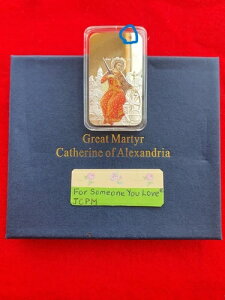 Great Martyr
Catherine of Alexandria
For Someone You Love®
JCPM